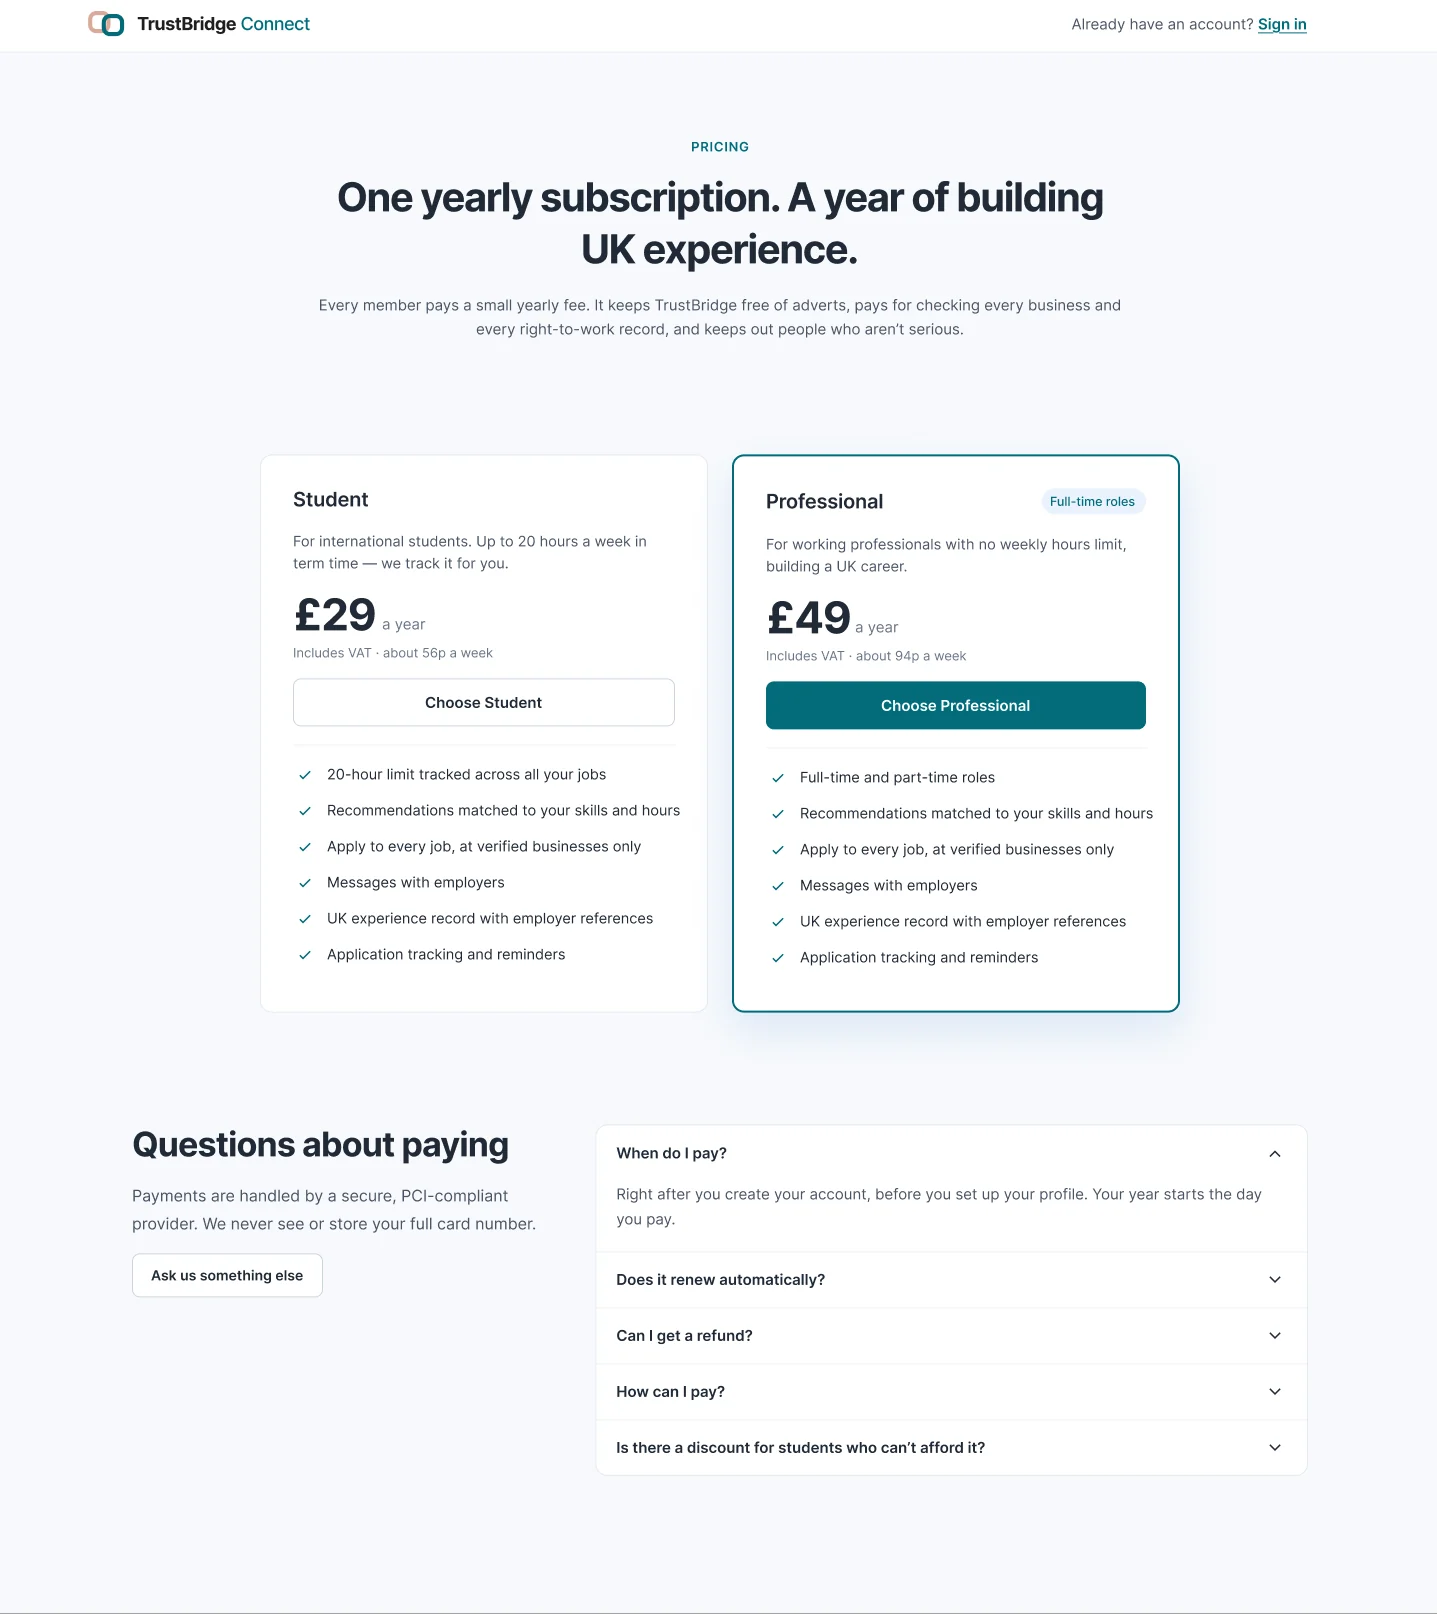 TrustBridge Connect
Already have an account? Sign in
PRICING
One yearly subscription. A year of building
UK experience.
Every member pays a small yearly fee. It keeps TrustBridge free of adverts, pays for checking every business and
every right-to-work record, and keeps out people who aren’t serious.
Student
For international students. Up to 20 hours a week in
term time — we track it for you.
£29 a year
Includes VAT · about 56p a week
Choose Student
20-hour limit tracked across all your jobs
Recommendations matched to your skills and hours
Apply to every job, at verified businesses only
Messages with employers
UK experience record with employer references
Application tracking and reminders
Professional
Full-time roles
For working professionals with no weekly hours limit,
building a UK career.
£49 a year
Includes VAT · about 94p a week
Choose Professional
Full-time and part-time roles
Recommendations matched to your skills and hours
Apply to every job, at verified businesses only
Messages with employers
UK experience record with employer references
Application tracking and reminders
Questions about paying
Payments are handled by a secure, PCI-compliant
provider. We never see or store your full card number.
Ask us something else
When do I pay?
Right after you create your account, before you set up your profile. Your year starts the day
you pay.
Does it renew automatically?
Can I get a refund?
How can I pay?
Is there a discount for students who can’t afford it?